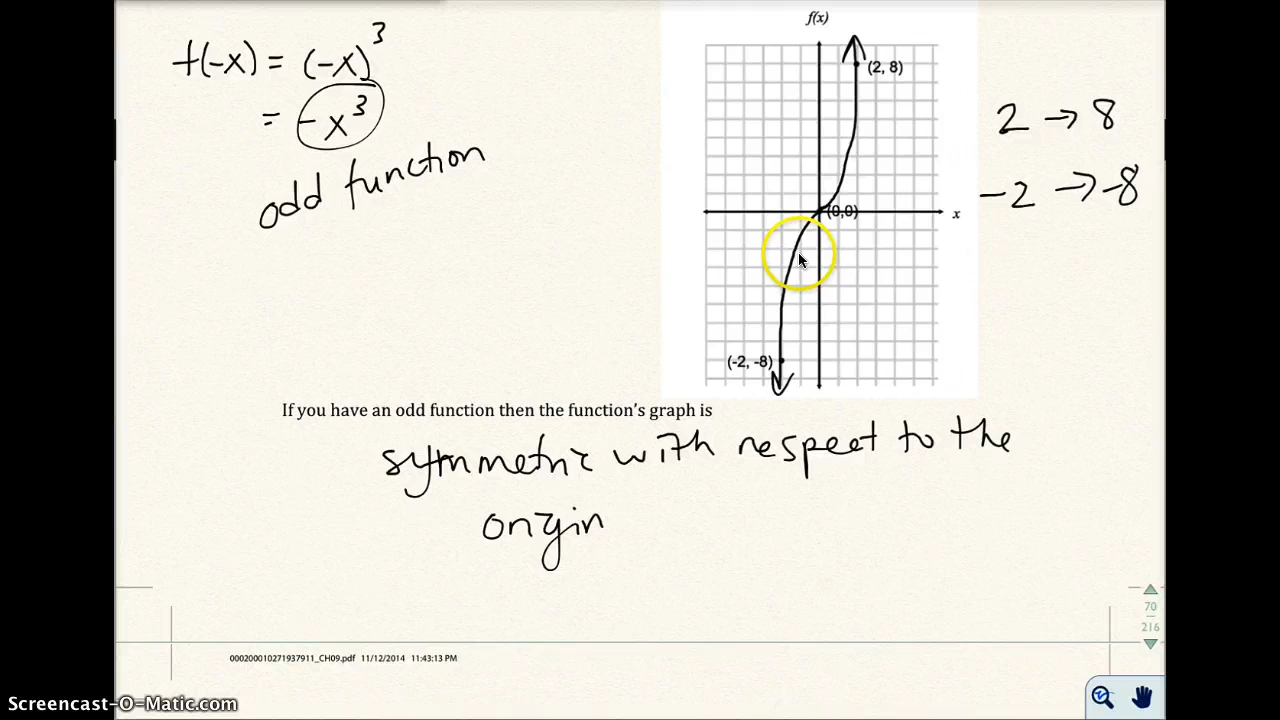 f(-x) = (-x)³
= -x³
odd function
f(x)
(2, 8)
(0,0)
x
(-2, -8)
2 → 8
-2 → -8
If you have an odd function then the function's graph is
symmetric with respect to the
origin
70
216
000200010271937911_CH09.pdf 11/12/2014 11:43:13 PM
Screencast-O-Matic.com